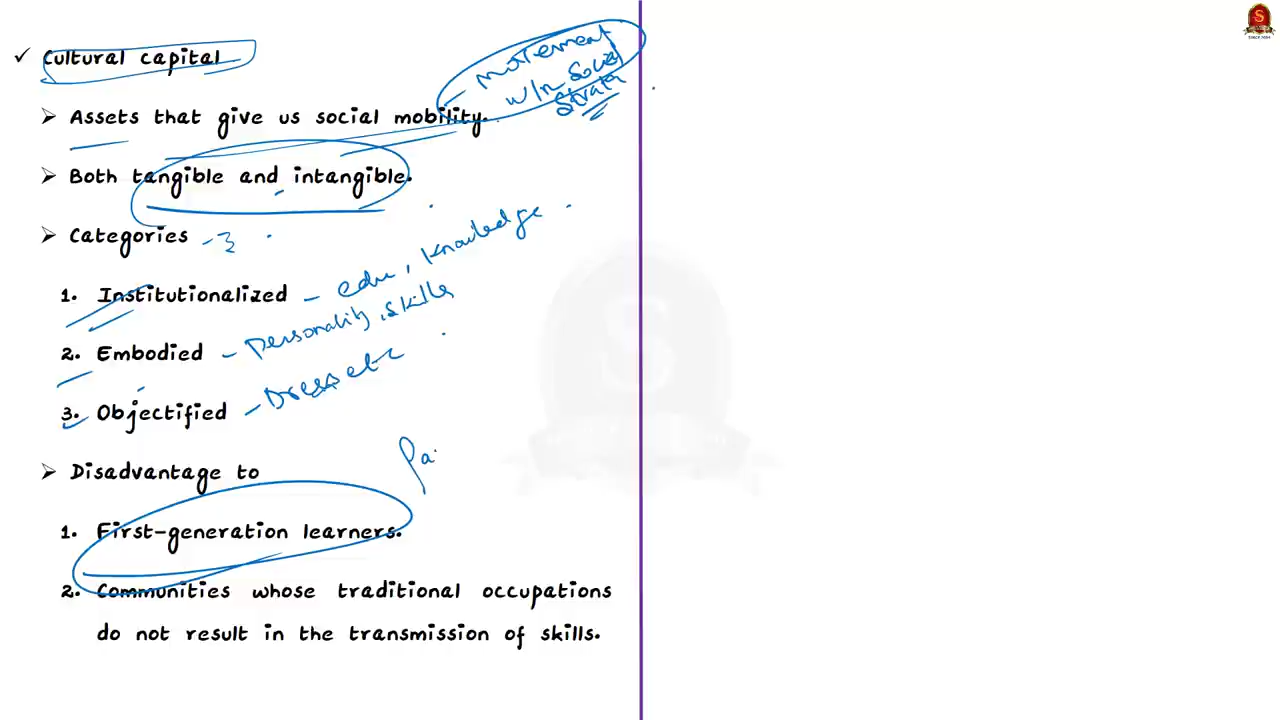 ✓ Cultural capital
- movement
w/n social
strata
➤ Assets that give us social mobility.
➤ Both tangible and intangible.
➤ Categories - 3
1. Institutionalized - edu, knowledge
2. Embodied - personality, skills
3. Objectified - Dress etc
➤ Disadvantage to
Pa
1. First-generation learners.
2. Communities whose traditional occupations
do not result in the transmission of skills.
S